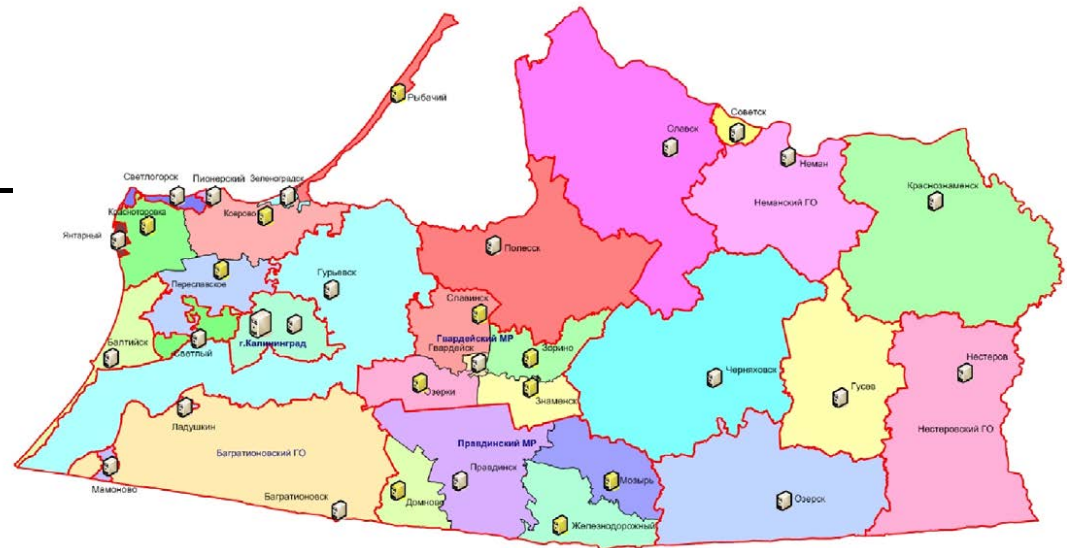 Рыбачий
Советск
Славск
Неман
Светлогорск
Пионерский
Зеленоградск
Краснознаменск
Неманский ГО
Красноторовка
Коврово
Янтарный
Полесск
Переславское
Гурьевск
Славинск
Гвардейский МР
Балтийск
Светлый
г.Калининград
Гвардейск
Зорино
Нестеров
Черняховск
Гусев
Озерки
Знаменск
Ладушкин
Нестеровский ГО
Правдинский МР
Багратионовский ГО
Мамоново
Правдинск
Мозырь
Багратионовск
Домново
Озерск
Железнодорожный